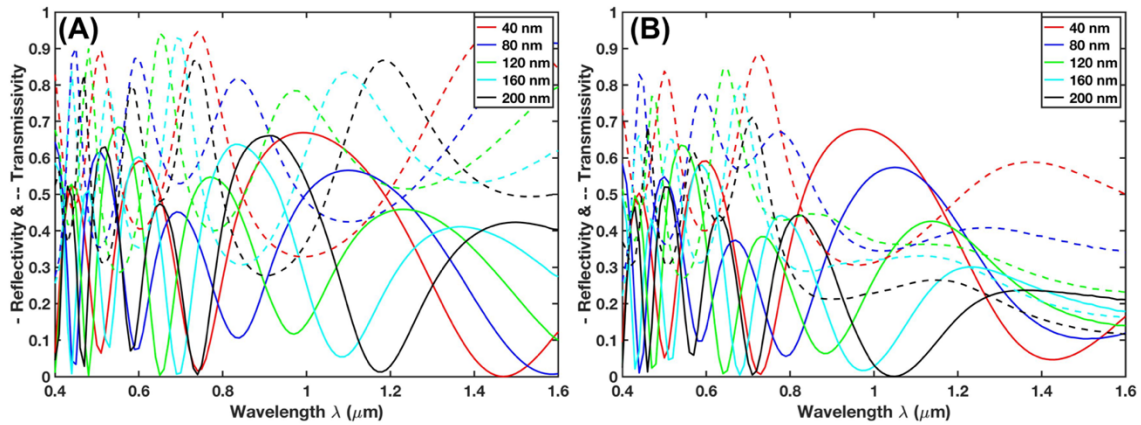 (A)
- Reflectivity & -- Transmissivity
1
0.9
0.8
0.7
0.6
0.5
0.4
0.3
0.2
0.1
0
40 nm
80 nm
120 nm
160 nm
200 nm
0.4 0.6 0.8 1 1.2 1.4 1.6
Wavelength λ (μm)
(B)
- Reflectivity & -- Transmissivity
1
0.9
0.8
0.7
0.6
0.5
0.4
0.3
0.2
0.1
0
40 nm
80 nm
120 nm
160 nm
200 nm
0.4 0.6 0.8 1 1.2 1.4 1.6
Wavelength λ (μm)